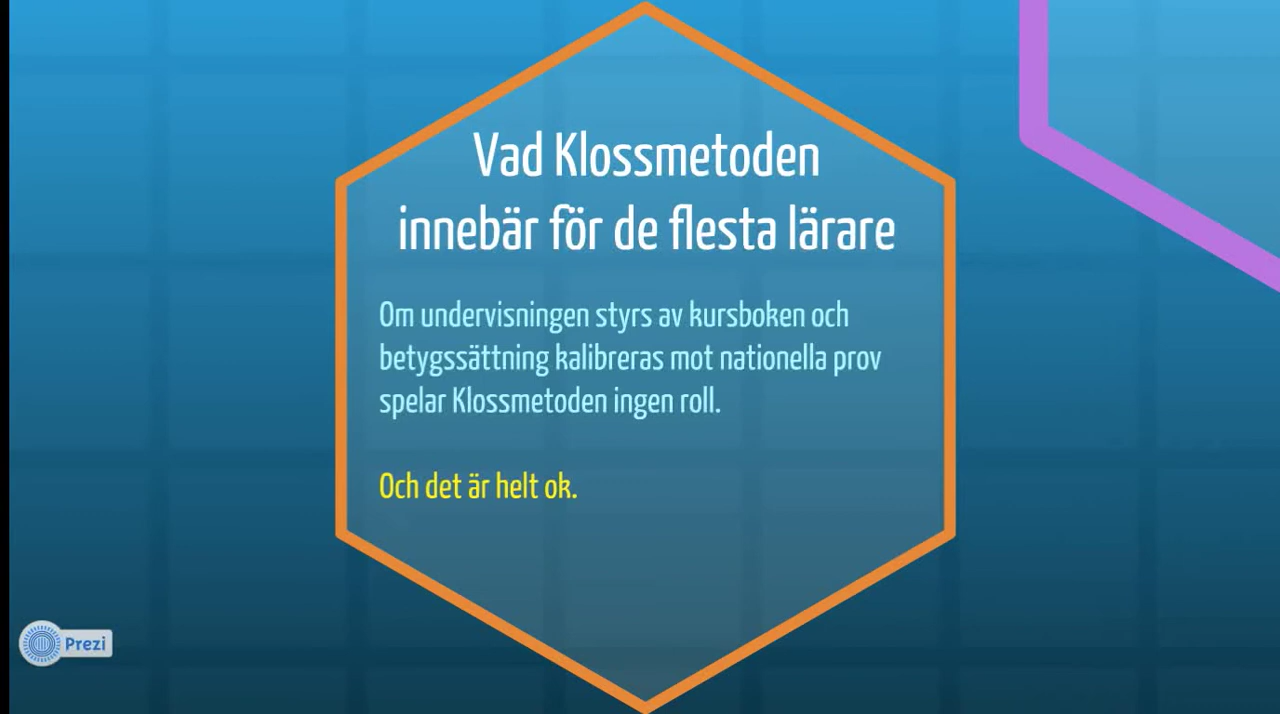 Vad Klossmetoden
innebär för de flesta lärare
Om undervisningen styrs av kursboken och
betygssättning kalibreras mot nationella prov
spelar Klossmetoden ingen roll.
Och det är helt ok.
Prezi